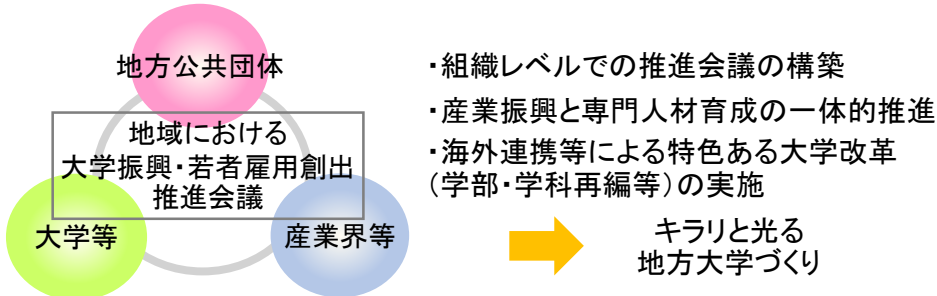 地方公共団体
地域における
大学振興・若者雇用創出
推進会議
大学等
産業界等
・組織レベルでの推進会議の構築
・産業振興と専門人材育成の一体的推進
・海外連携等による特色ある大学改革
（学部・学科再編等）の実施
キラリと光る
地方大学づくり